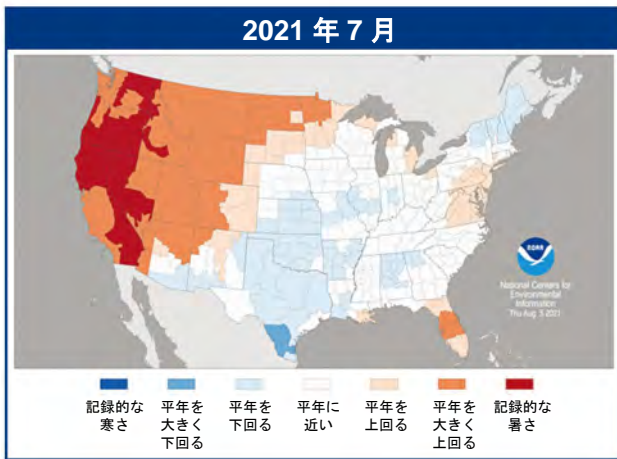 2021 年 7 月
NOAA
National Centers for
Environmental
Information
Thu Aug 5 2021
記録的な
寒さ
平年を
大きく
下回る
平年を
下回る
平年に
近い
平年を
上回る
平年を
大きく
上回る
記録的な
暑さ